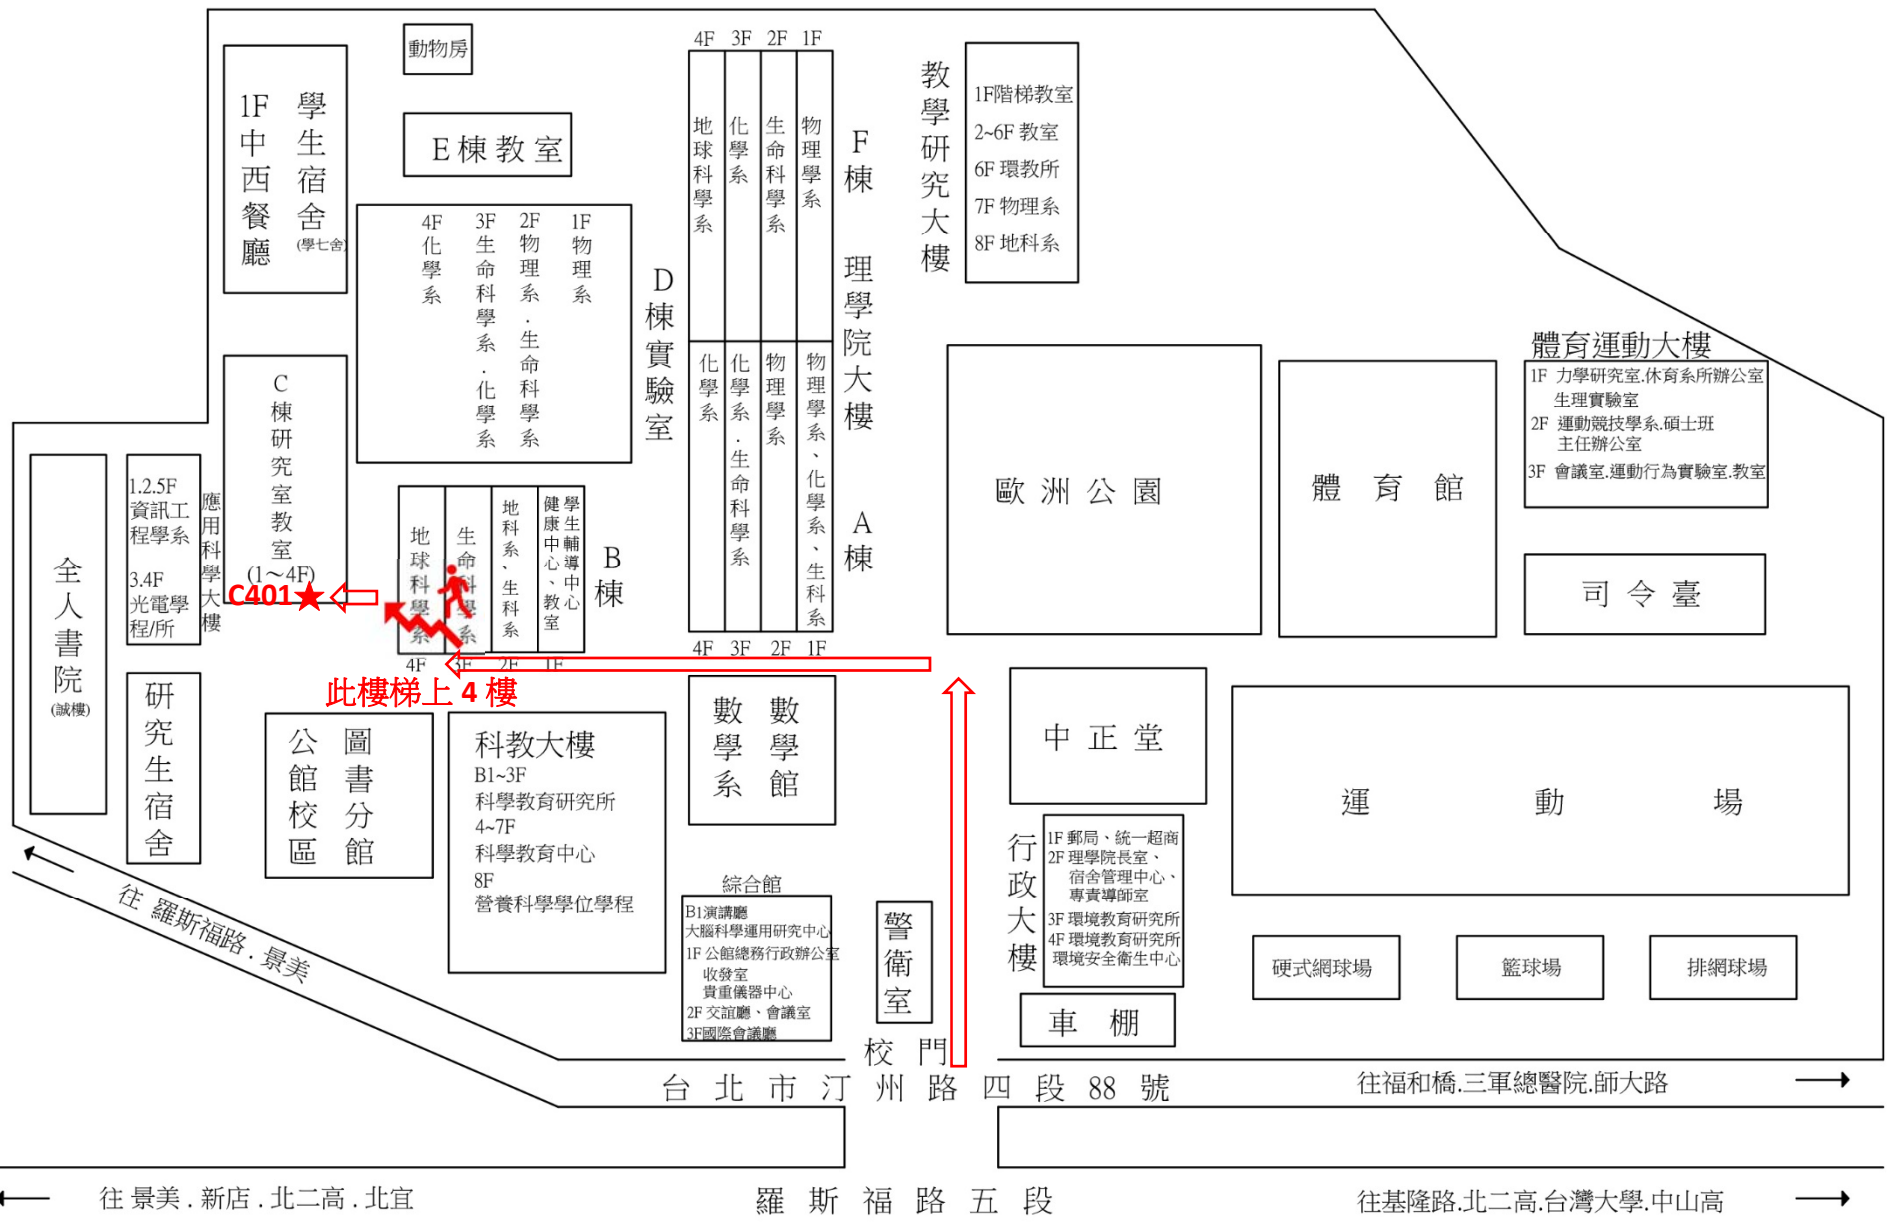 動物房
學生宿舍
(學七舍)
1F中西餐廳
E棟教室
4F 3F 2F 1F
地球科學系
化學系
生命科學系
物理學系
F棟
理學院大樓
A棟
化學系
化學系.生命科學系
物理學系
物理學系、化學系、生科系
4F 3F 2F 1F
教學研究大樓
1F階梯教室
2~6F 教室
6F 環教所
7F 物理系
8F 地科系
4F化學系
3F生命科學系.化學系
2F物理系.生命科學系
1F物理系
D棟實驗室
C棟研究室教室
(1～4F)
C401
全人書院
(誠樓)
1.2.5F
資訊工
程學系
3.4F
光電學
程/所
應用科學大樓
地球科學系
生命科學系
地科系、生科系
健康中心、教室
學生輔導中心
B棟
4F 3F 2F 1F
此樓梯上 4 樓
歐洲公園
體育館
體育運動大樓
1F 力學研究室.休育系所辦公室
生理實驗室
2F 運動競技學系.碩士班
主任辦公室
3F 會議室.運動行為實驗室.教室
司令臺
研究生宿舍
公館校區
圖書分館
科教大樓
B1~3F
科學教育研究所
4~7F
科學教育中心
8F
營養科學學位學程
數學系
數學館
中正堂
運動場
行政大樓
1F 郵局、統一超商
2F 理學院長室、
宿舍管理中心、
專責導師室
3F 環境教育研究所
4F 環境教育研究所
環境安全衛生中心
綜合館
B1演講廳
大腦科學運用研究中心
1F 公館總務行政辦公室
收發室
貴重儀器中心
2F 交誼廳、會議室
3F國際會議廳
警衛室
車棚
硬式網球場
籃球場
排網球場
校門
往 羅斯福路.景美
台北市汀州路四段88號
往福和橋.三軍總醫院.師大路
往 景美.新店.北二高.北宜
羅斯福路五段
往基隆路.北二高.台灣大學.中山高